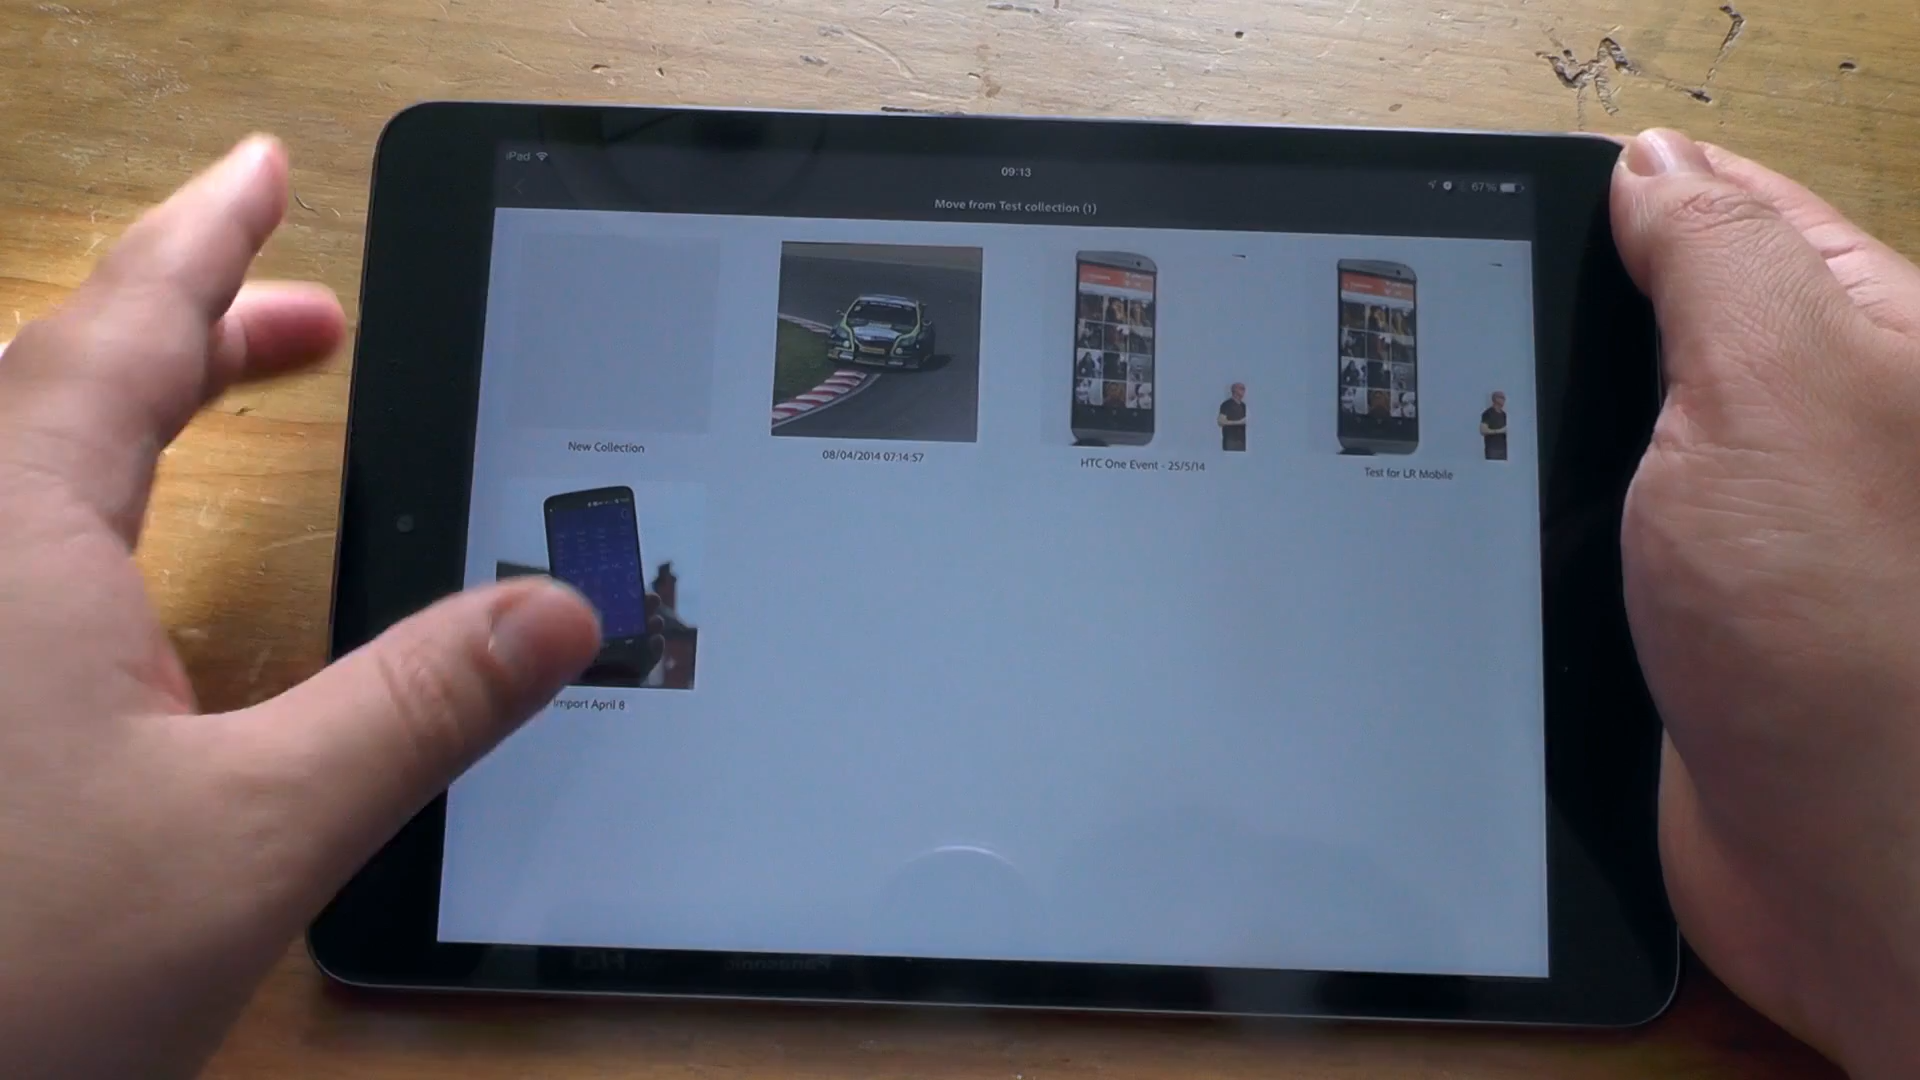 iPad
09:13
67%
Move from Test collection (1)
New Collection
08/04/2014 07:14:57
HTC One Event - 25/5/14
Test for LR Mobile
Import April 8
Panasonic